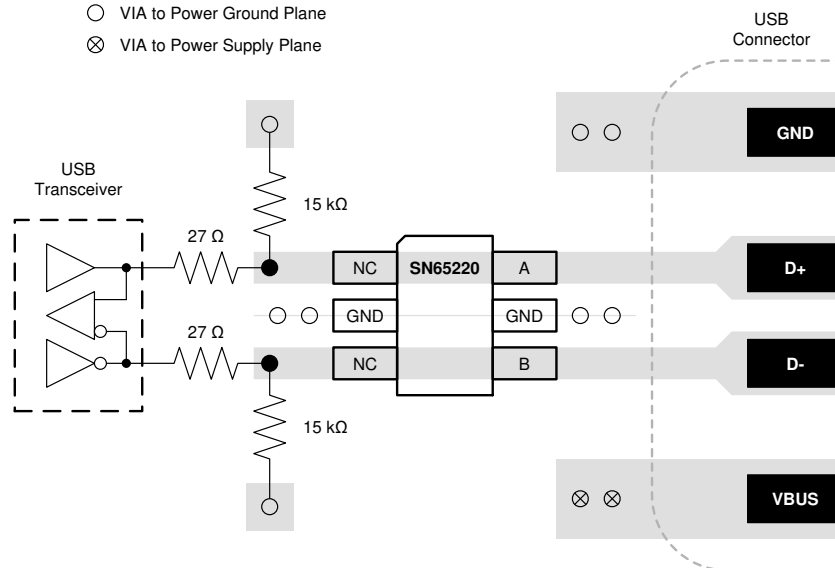 VIA to Power Ground Plane
VIA to Power Supply Plane
USB
Connector
GND
USB
Transceiver
15 kΩ
27 Ω
NC
SN65220
A
D+
GND
GND
27 Ω
NC
B
D-
15 kΩ
VBUS